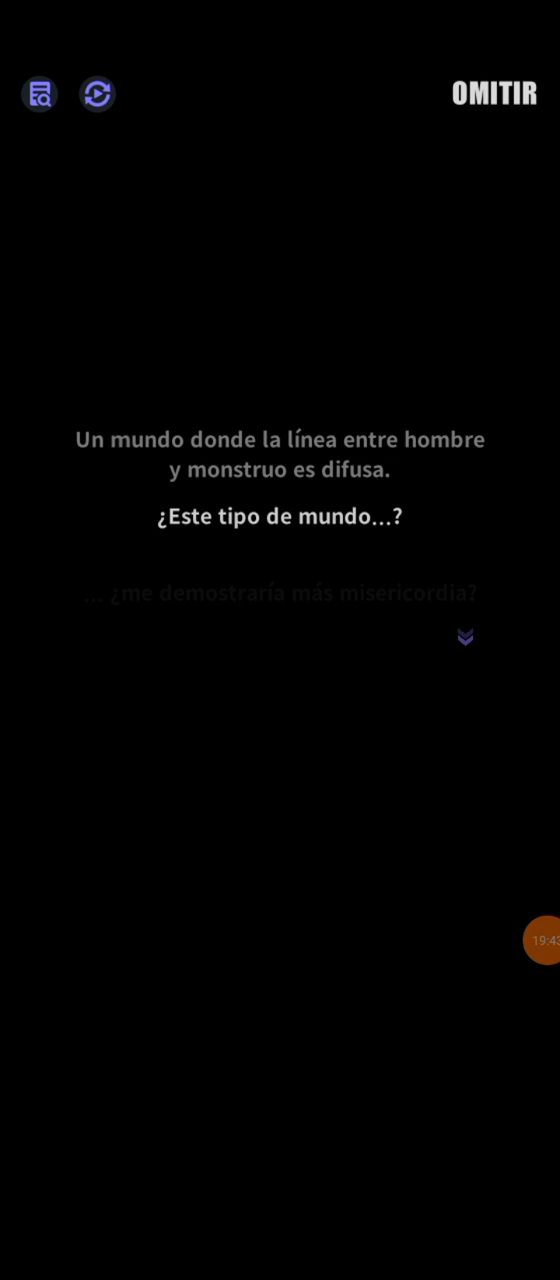 OMITIR
Un mundo donde la línea entre hombre
y monstruo es difusa.
¿Este tipo de mundo...?
... ¿me demostraría más misericordia?
19:43